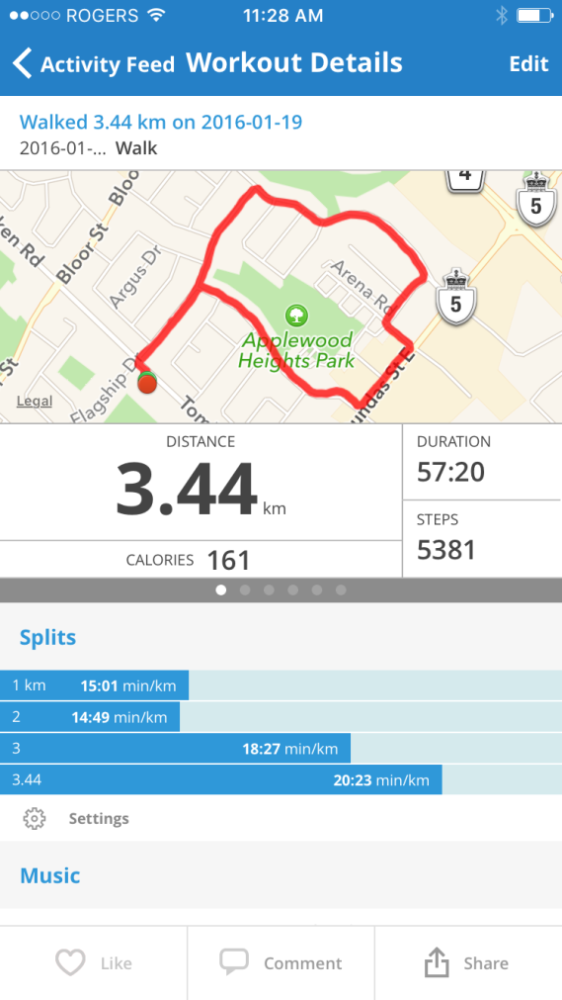 ROGERS 11:28 AM
Activity Feed Workout Details Edit
Walked 3.44 km on 2016-01-19
2016-01-... Walk
4
5
Bloo
ken Rd
Bloor St
Argus Dr
Arena Rd
5
Applewood
Heights Park
St
Flagship Dr
Tom
undas St E
Legal
DISTANCE
3.44 km
CALORIES 161
DURATION
57:20
STEPS
5381
Splits
1 km 15:01 min/km
2 14:49 min/km
3 18:27 min/km
3.44 20:23 min/km
Settings
Music
Like Comment Share